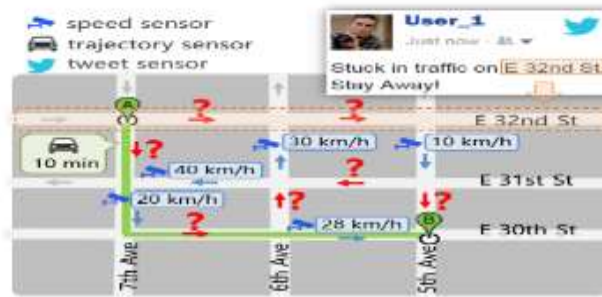 speed sensor
trajectory sensor
tweet sensor
User_1
Just now
Stuck in traffic on E 32nd St.
Stay Away!
A
?
?
E 32nd St
10 min
?
30 km/h
10 km/h
40 km/h
?
E 31st St
20 km/h
?
?
28 km/h
B
?
E 30th St
7th Ave
6th Ave
5th Ave